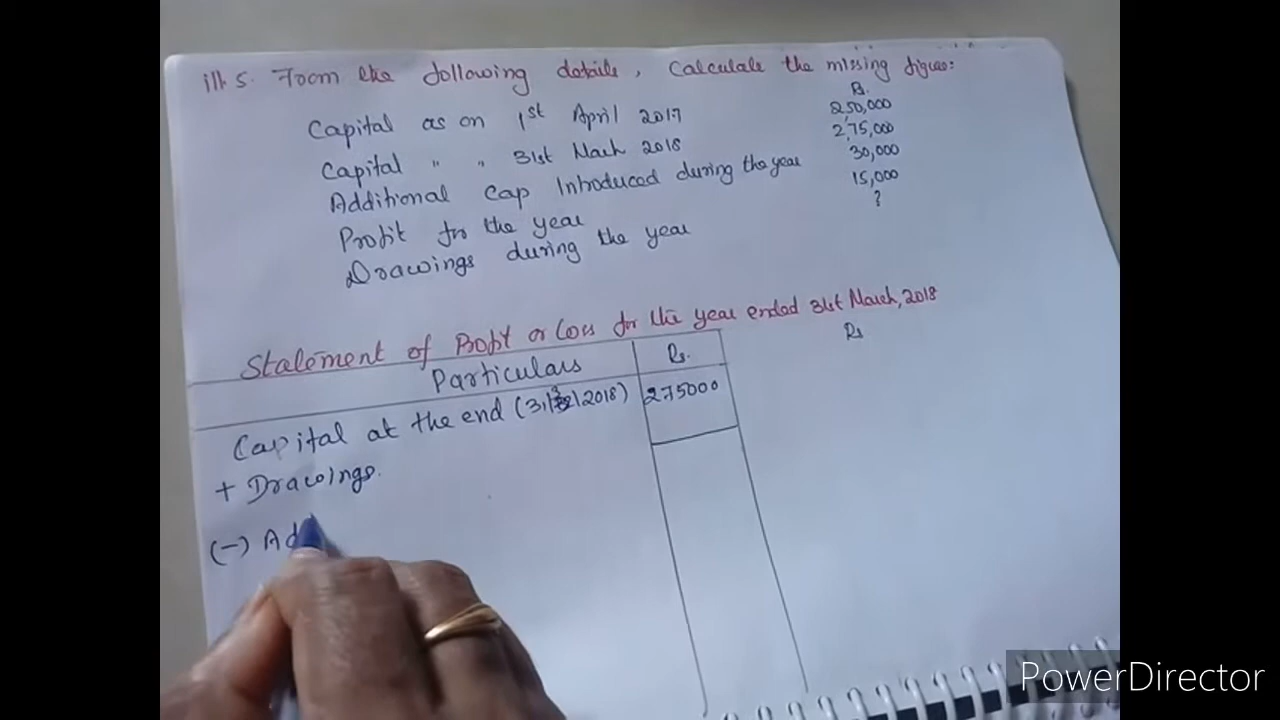 ill. 5. From the following details, calculate the missing figure:
Rs.
Capital as on 1st April 2017 250,000
Capital " " 31st March 2018 2,75,000
Additional Cap Introduced during the year 30,000
Profit for the year 15,000
Drawings during the year ?
Statement of Profit or Loss for the year ended 31st March, 2018
Rs
Particulars Rs.
Capital at the end (31/3/2018) 275000
+ Drawings.
(-) Ad
PowerDirector